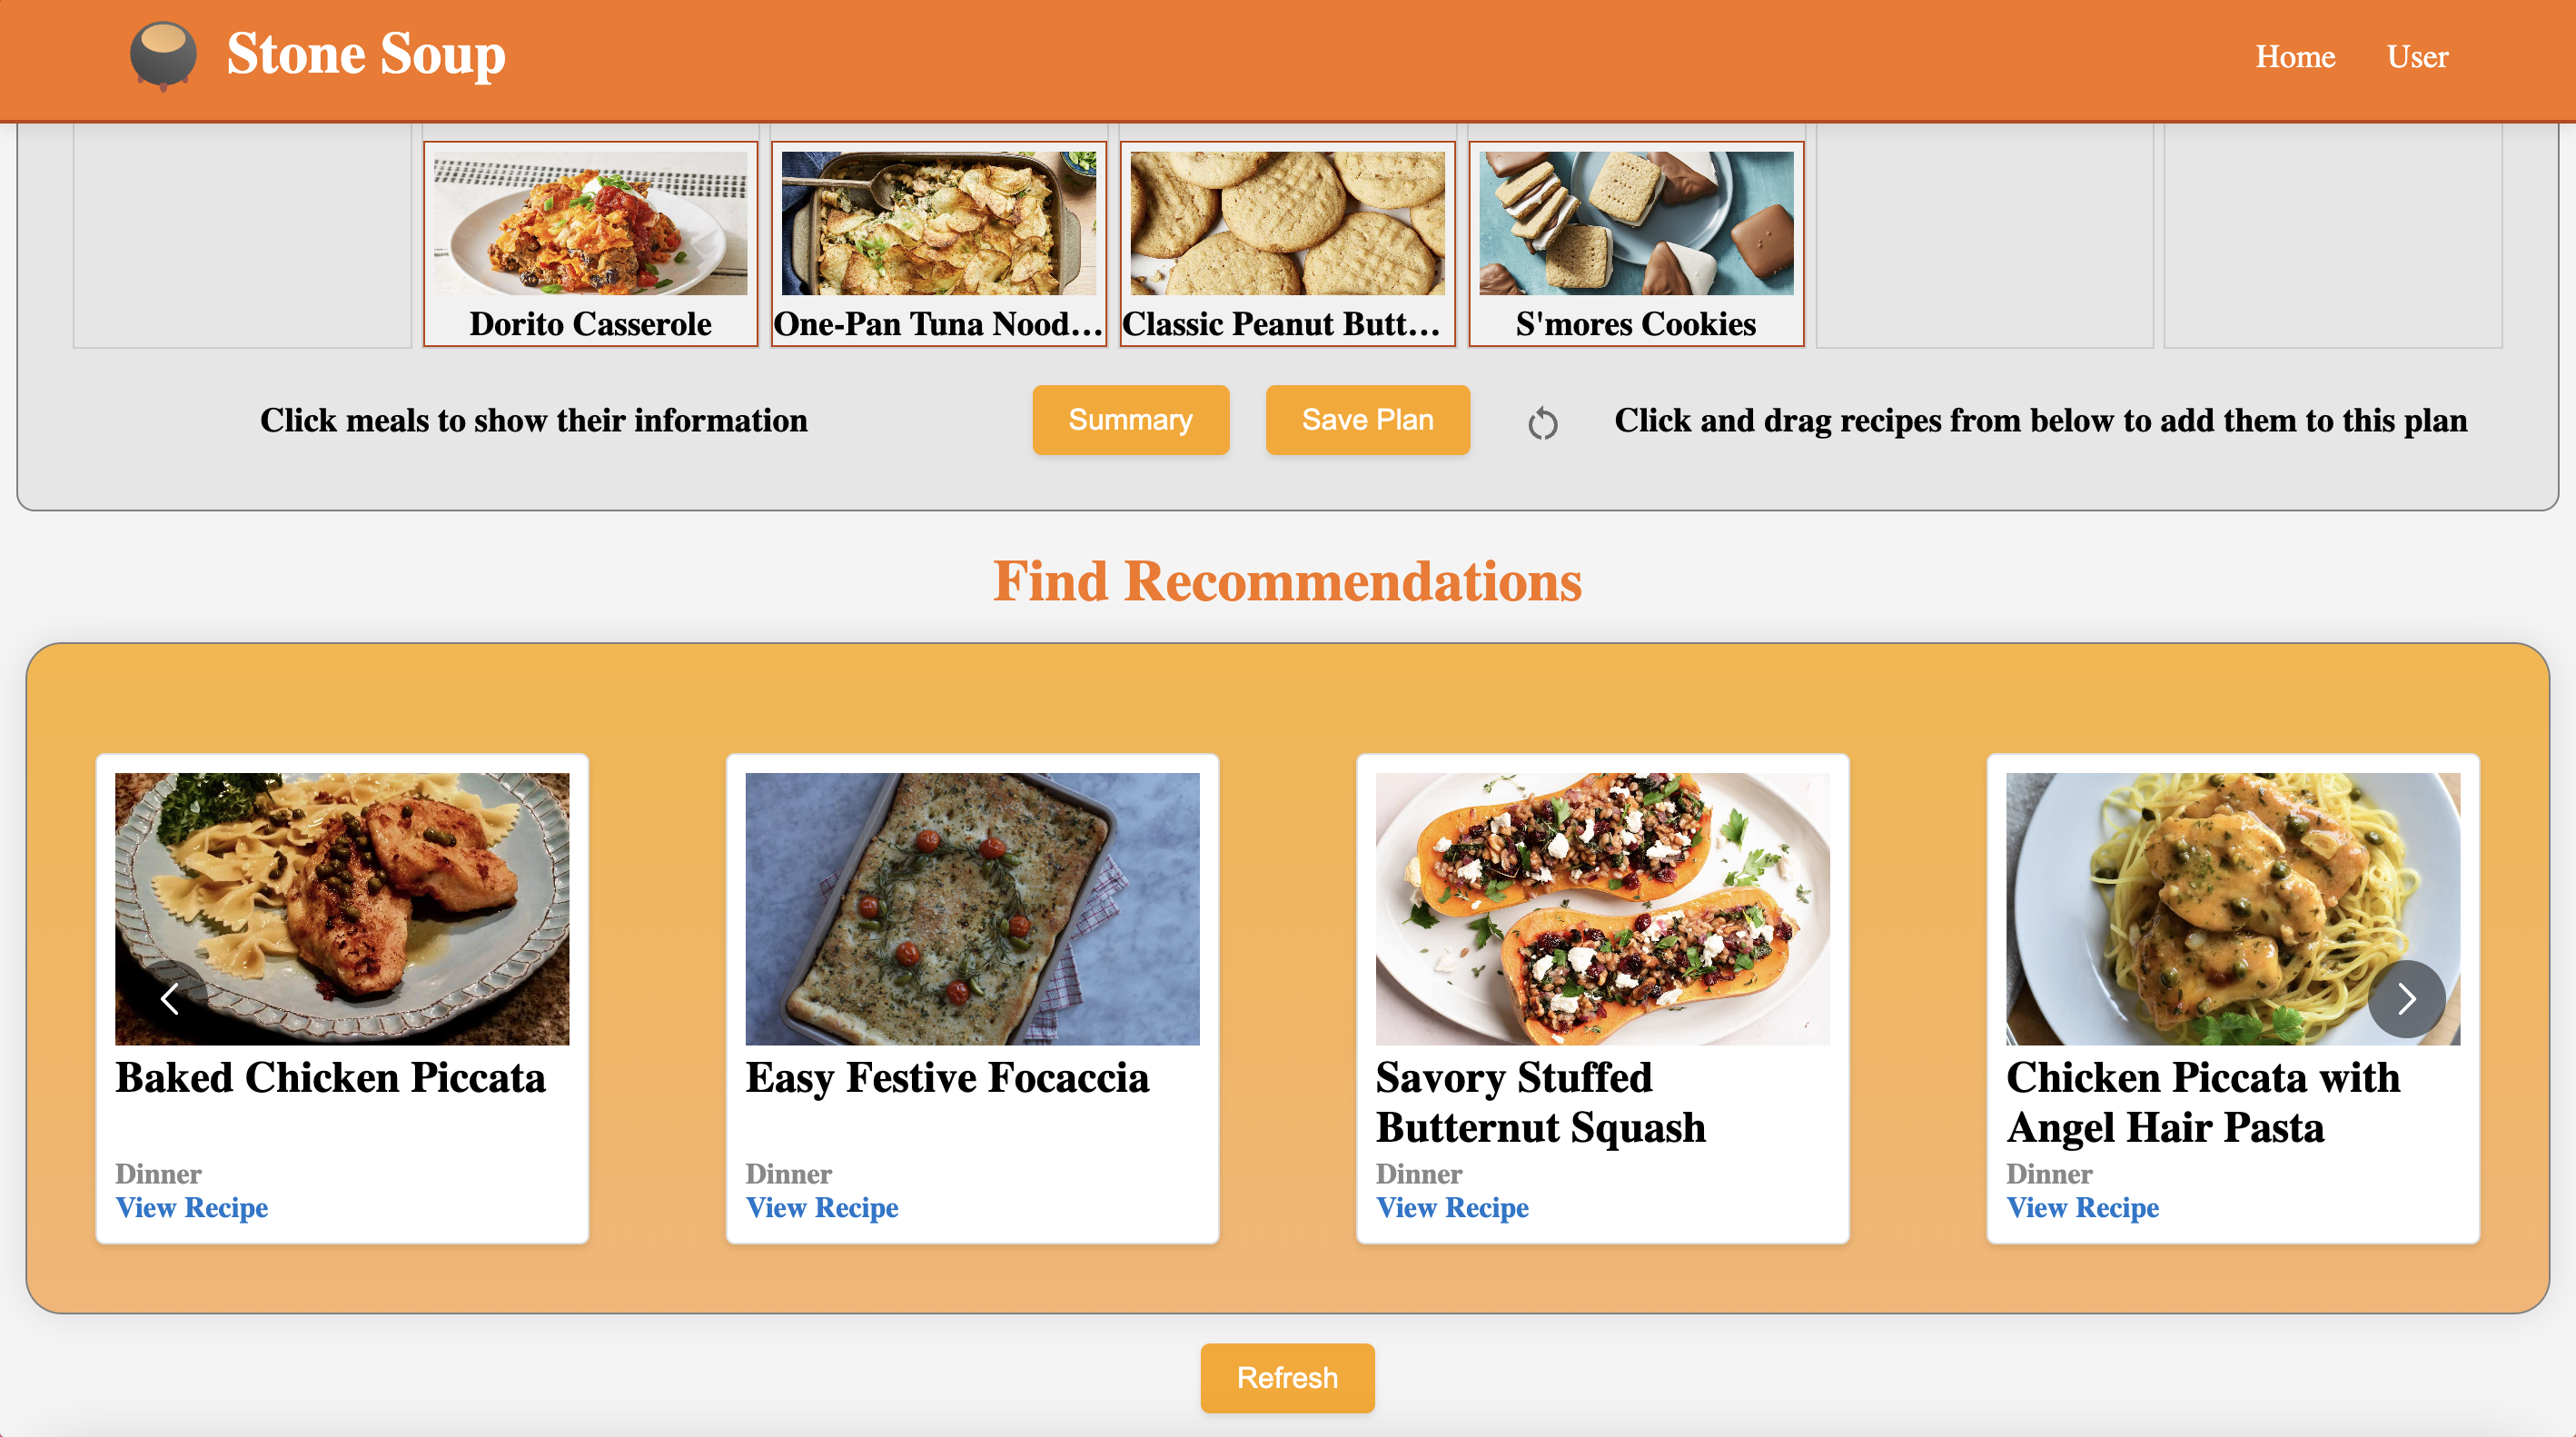 Stone Soup
Home
User
Dorito Casserole
One-Pan Tuna Nood...
Classic Peanut Butt...
S'mores Cookies
Click meals to show their information
Summary
Save Plan
Click and drag recipes from below to add them to this plan
Find Recommendations
Baked Chicken Piccata
Dinner
View Recipe
Easy Festive Focaccia
Dinner
View Recipe
Savory Stuffed
Butternut Squash
Dinner
View Recipe
Chicken Piccata with
Angel Hair Pasta
Dinner
View Recipe
Refresh